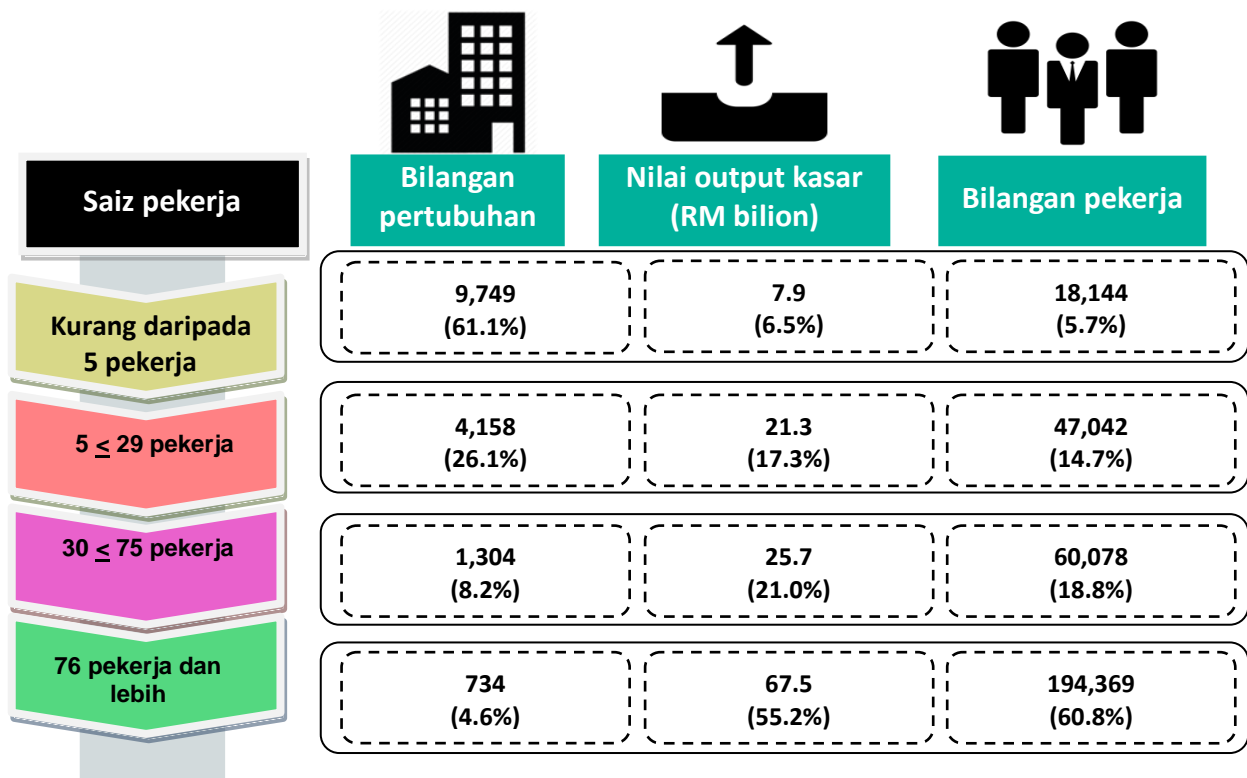 Saiz pekerja
Bilangan
pertubuhan
Nilai output kasar
(RM bilion)
Bilangan pekerja
Kurang daripada
5 pekerja
9,749
(61.1%)
7.9
(6.5%)
18,144
(5.7%)
5 ≤ 29 pekerja
4,158
(26.1%)
21.3
(17.3%)
47,042
(14.7%)
30 ≤ 75 pekerja
1,304
(8.2%)
25.7
(21.0%)
60,078
(18.8%)
76 pekerja dan
lebih
734
(4.6%)
67.5
(55.2%)
194,369
(60.8%)